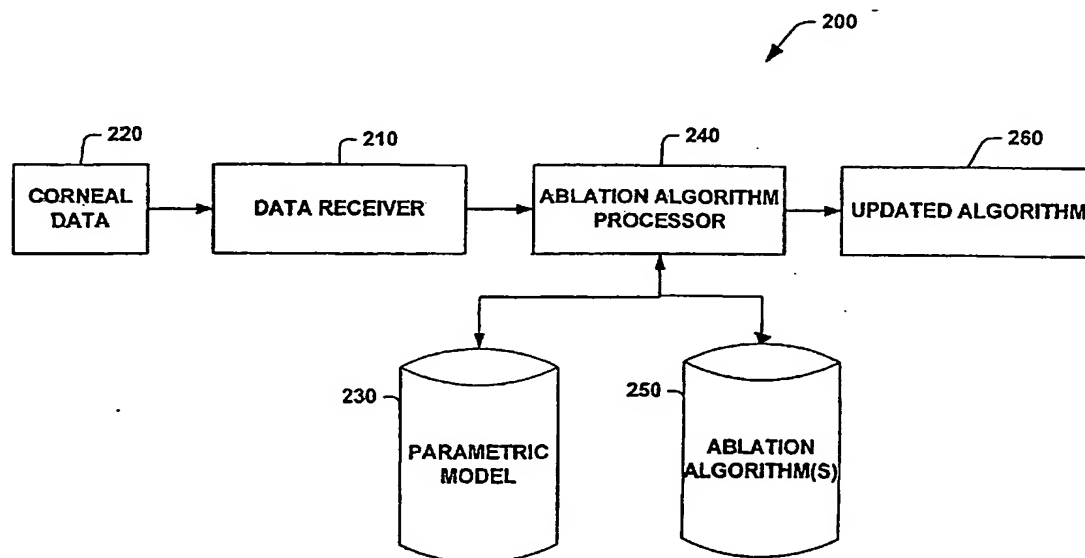 200
220
210
240
260
CORNEAL
DATA
DATA RECEIVER
ABLATION ALGORITHM
PROCESSOR
UPDATED ALGORITHM
230
250
PARAMETRIC
MODEL
ABLATION
ALGORITHM(S)